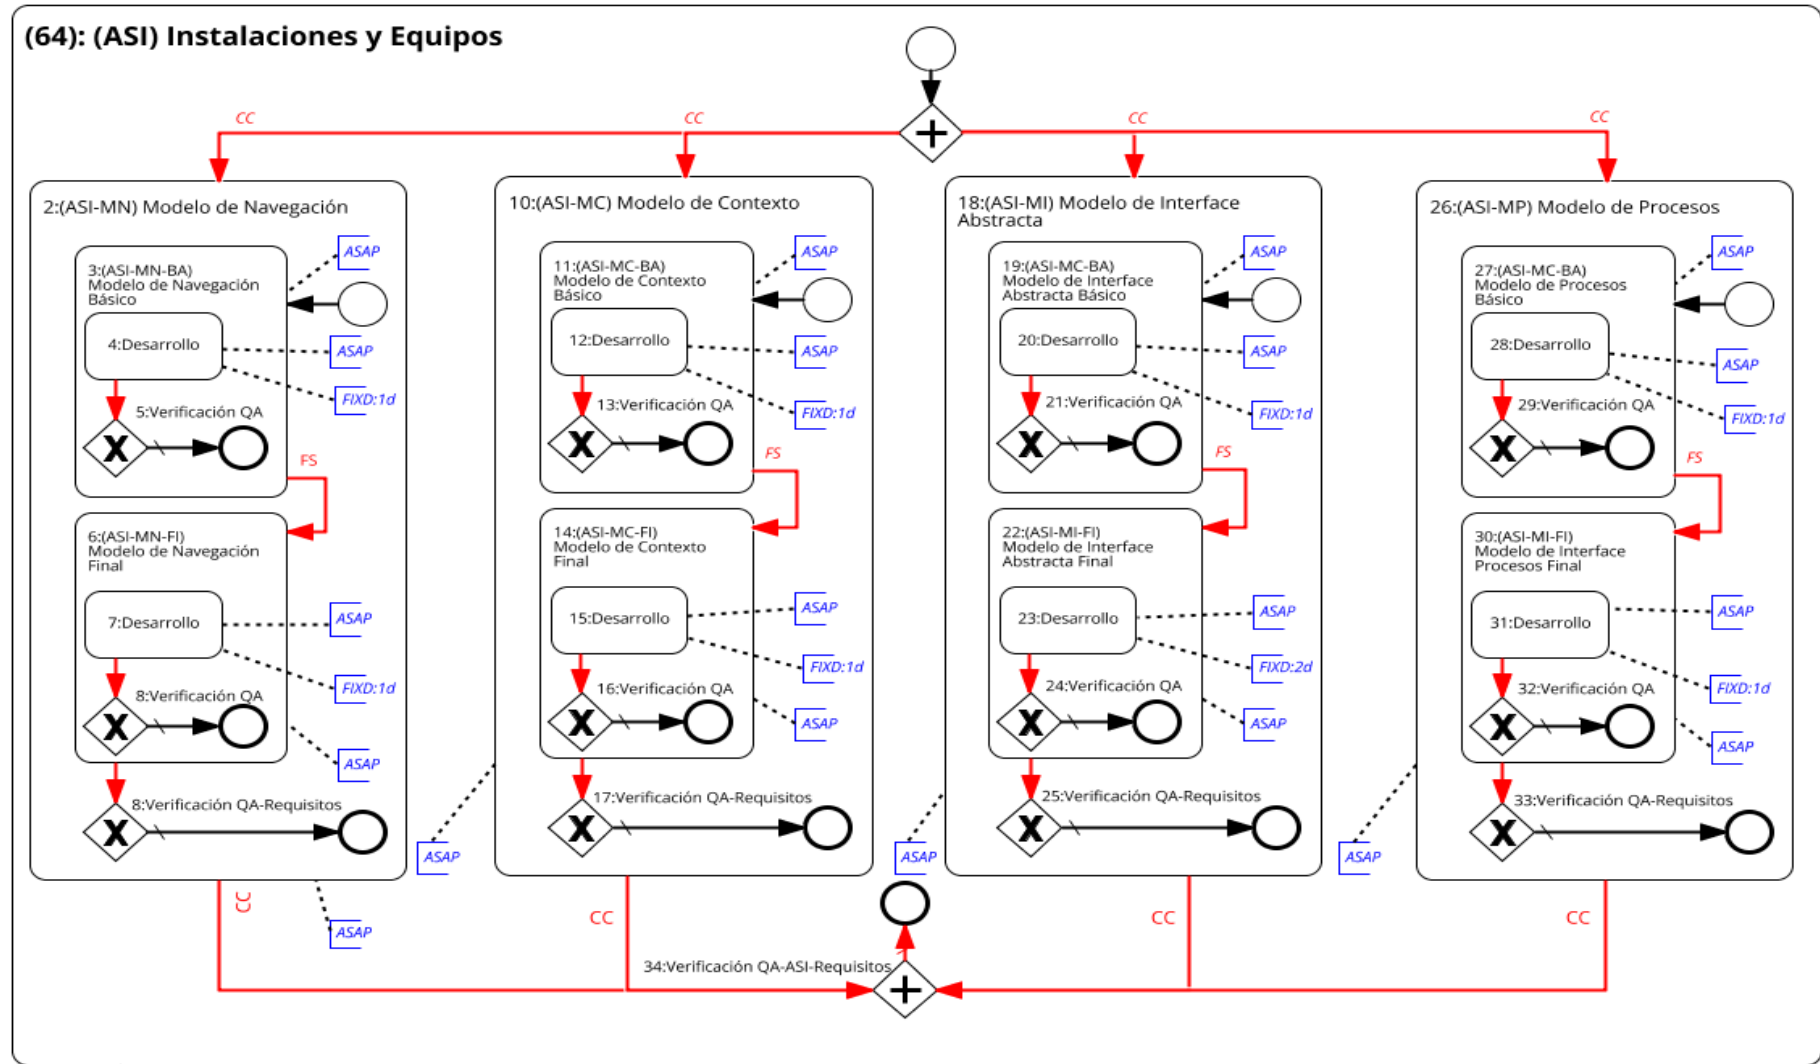 (64): (ASI) Instalaciones y Equipos
CC
CC
CC
CC
2:(ASI-MN) Modelo de Navegación
ASAP
3:(ASI-MN-BA)
Modelo de Navegación
Básico
4:Desarrollo
ASAP
FIXD:1d
5:Verificación QA
FS
6:(ASI-MN-FI)
Modelo de Navegación
Final
7:Desarrollo
ASAP
FIXD:1d
8:Verificación QA
ASAP
8:Verificación QA-Requisitos
CC
ASAP
10:(ASI-MC) Modelo de Contexto
ASAP
11:(ASI-MC-BA)
Modelo de Contexto
Básico
12:Desarrollo
ASAP
FIXD:1d
13:Verificación QA
FS
14:(ASI-MC-FI)
Modelo de Contexto
Final
15:Desarrollo
ASAP
FIXD:1d
16:Verificación QA
ASAP
17:Verificación QA-Requisitos
ASAP
CC
18:(ASI-MI) Modelo de Interface
Abstracta
ASAP
19:(ASI-MC-BA)
Modelo de Interface
Abstracta Básico
20:Desarrollo
ASAP
FIXD:1d
21:Verificación QA
FS
22:(ASI-MI-FI)
Modelo de Interface
Abstracta Final
23:Desarrollo
ASAP
FIXD:2d
24:Verificación QA
ASAP
25:Verificación QA-Requisitos
ASAP
CC
26:(ASI-MP) Modelo de Procesos
ASAP
27:(ASI-MC-BA)
Modelo de Procesos
Básico
28:Desarrollo
ASAP
FIXD:1d
29:Verificación QA
FS
30:(ASI-MI-FI)
Modelo de Interface
Procesos Final
31:Desarrollo
ASAP
FIXD:1d
32:Verificación QA
ASAP
33:Verificación QA-Requisitos
ASAP
CC
34:Verificación QA-ASI-Requisitos